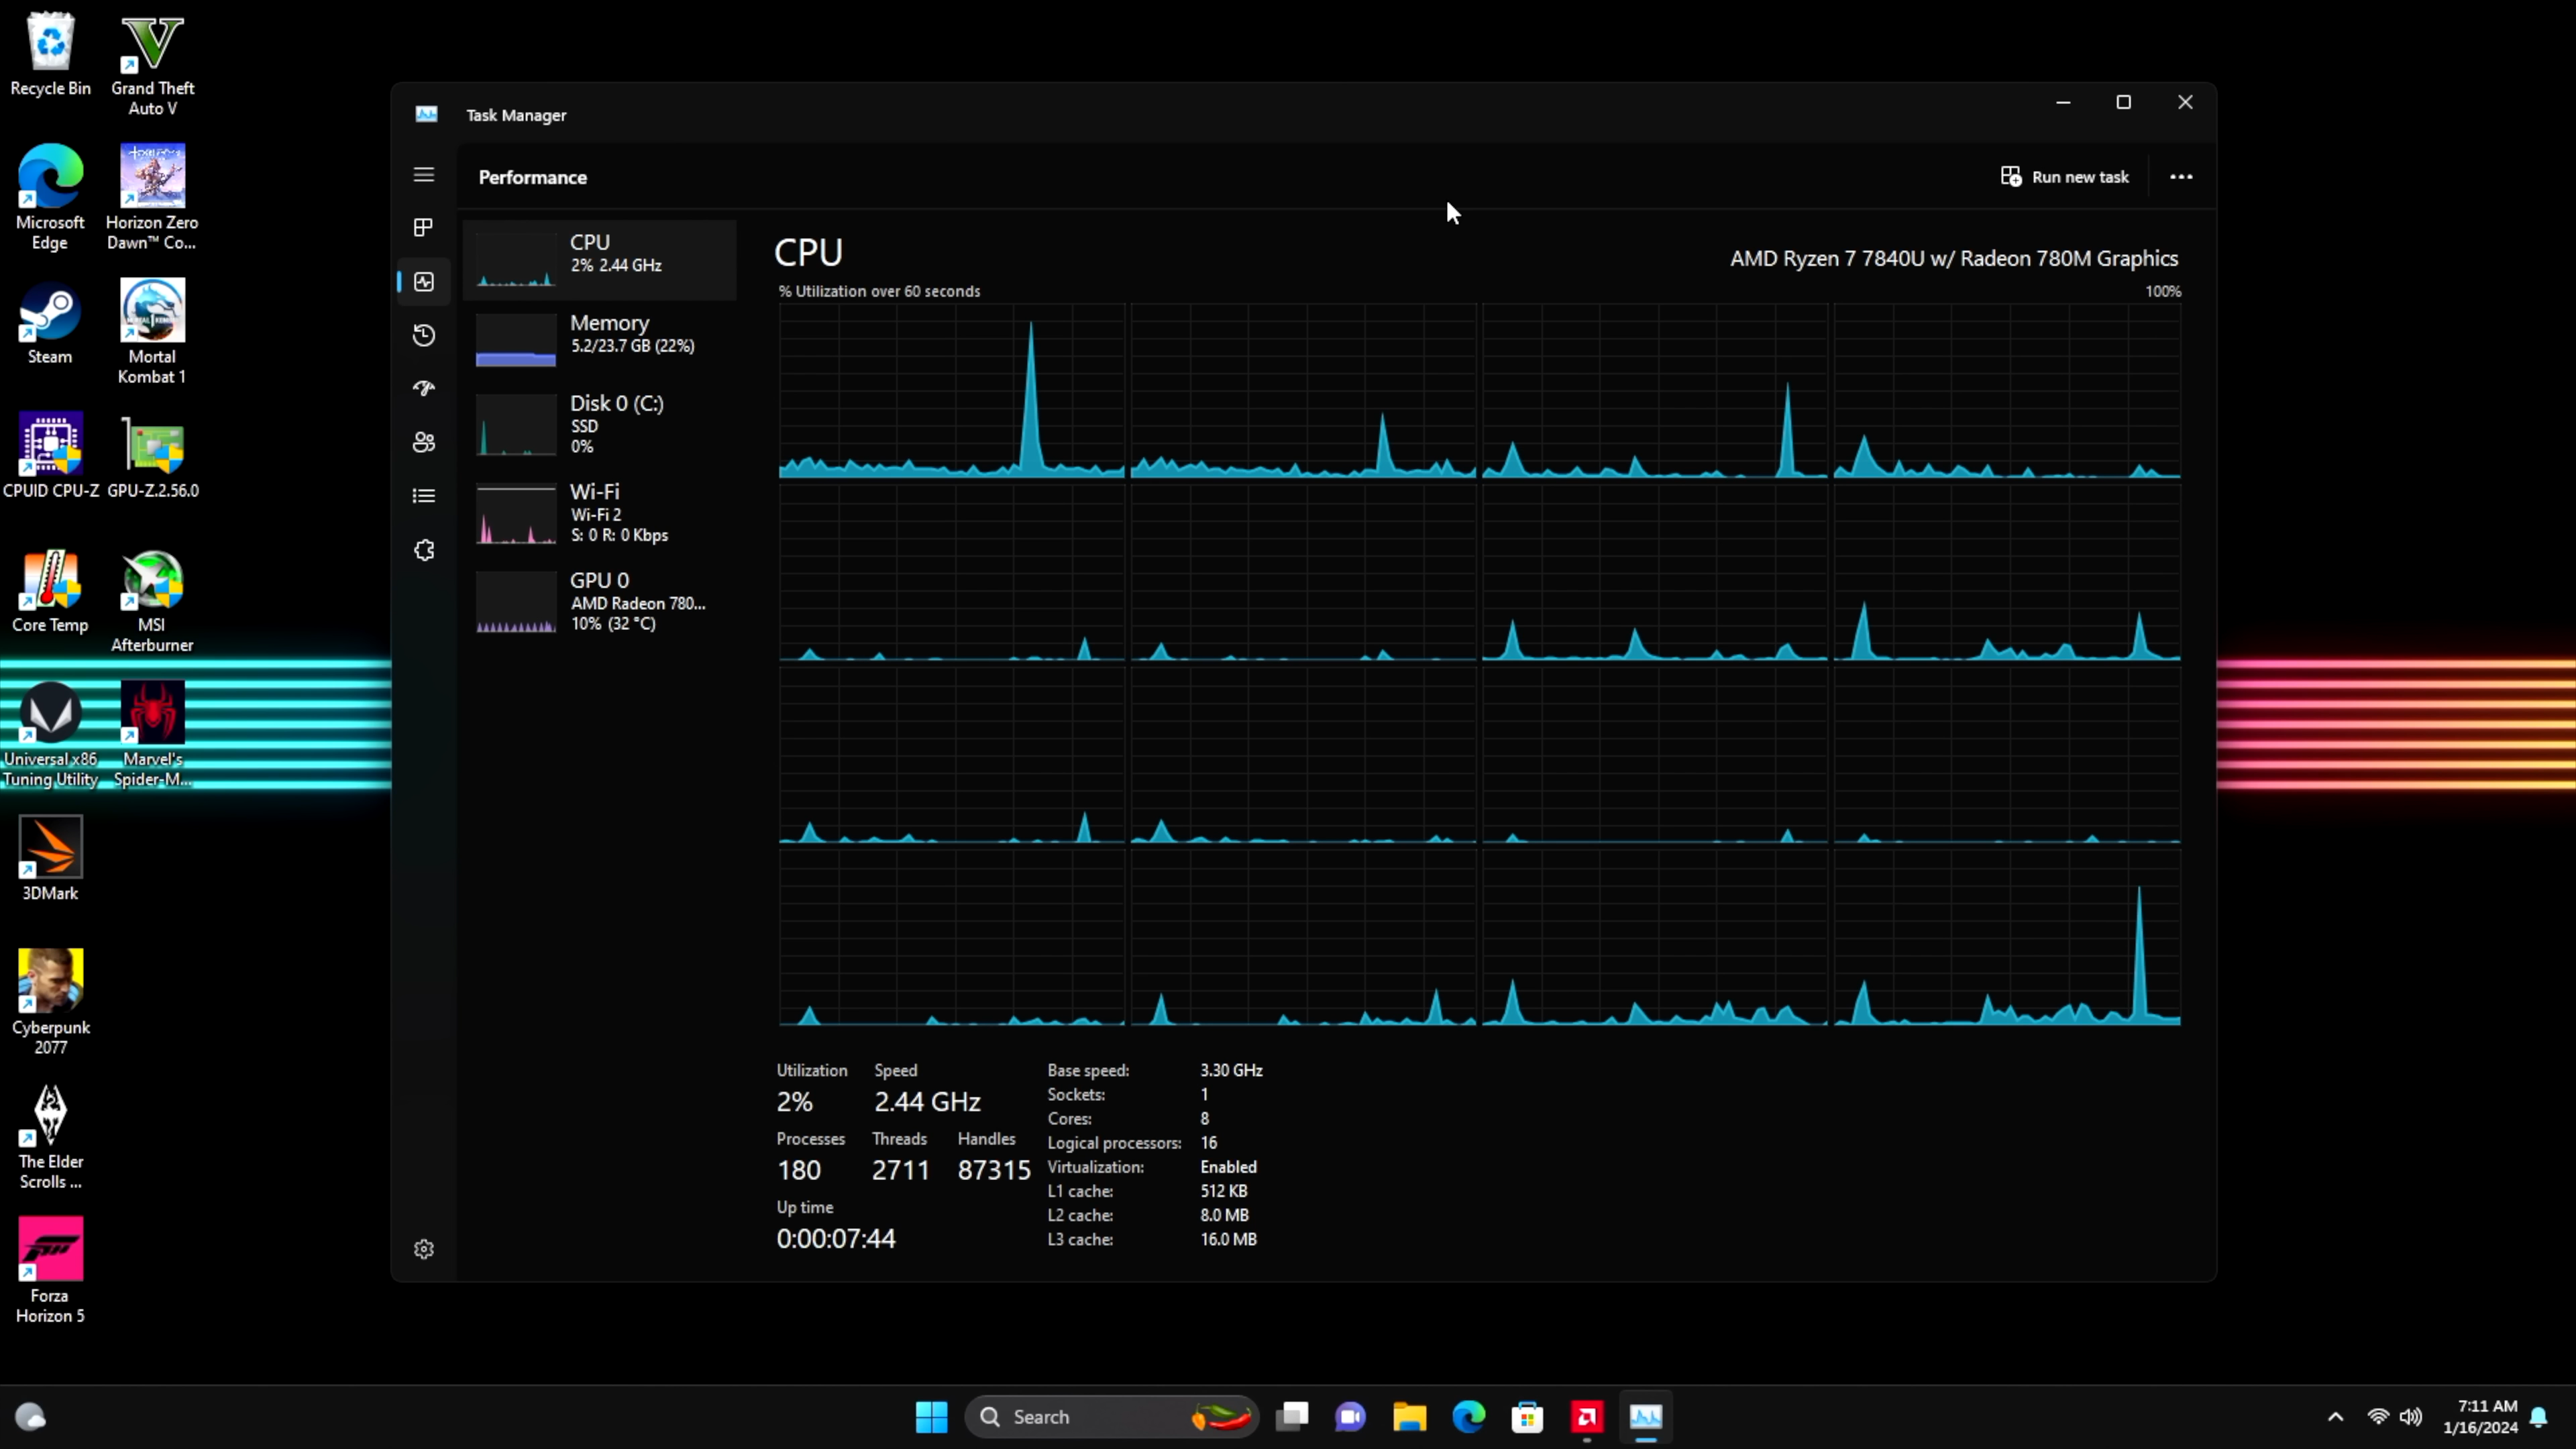 Recycle Bin
Grand Theft
Auto V
Microsoft
Edge
Horizon Zero
Dawn™ Co...
Steam
Mortal
Kombat 1
CPUID CPU-Z
GPU-Z.2.56.0
Core Temp
MSI
Afterburner
Universal x86
Tuning Utility
Marvel's
Spider-M...
3DMark
Cyberpunk
2077
The Elder
Scrolls ...
Forza
Horizon 5
Task Manager
Performance
Run new task
CPU
2% 2.44 GHz
Memory
5.2/23.7 GB (22%)
Disk 0 (C:)
SSD
0%
Wi-Fi
Wi-Fi 2
S: 0 R: 0 Kbps
GPU 0
AMD Radeon 780...
10% (32 °C)
CPU
AMD Ryzen 7 7840U w/ Radeon 780M Graphics
% Utilization over 60 seconds
100%
Utilization
Speed
2%
2.44 GHz
Processes
Threads
Handles
180
2711
87315
Up time
0:00:07:44
Base speed: 3.30 GHz
Sockets: 1
Cores: 8
Logical processors: 16
Virtualization: Enabled
L1 cache: 512 KB
L2 cache: 8.0 MB
L3 cache: 16.0 MB
Search
7:11 AM
1/16/2024